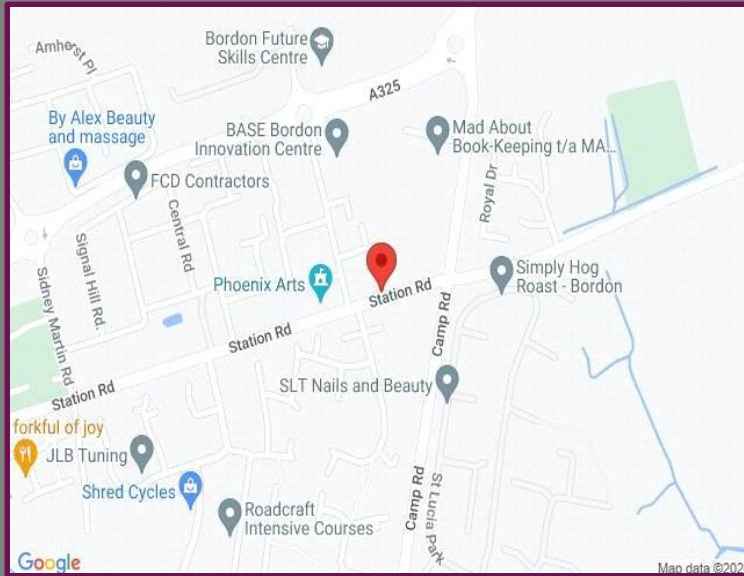 Amherst Pl
Bordon Future
Skills Centre
A325
By Alex Beauty
and massage
BASE Bordon
Innovation Centre
Mad About
Book-Keeping t/a MA...
FCD Contractors
Royal Dr
Central Rd
Signal Hill Rd
Sidney Martin Rd
Phoenix Arts
Station Rd
Simply Hog
Roast - Bordon
Station Rd
Camp Rd
SLT Nails and Beauty
Station Rd
forkful of joy
JLB Tuning
Shred Cycles
Roadcraft
Intensive Courses
Camp Rd
St Lucia Park
Google
Map data ©202